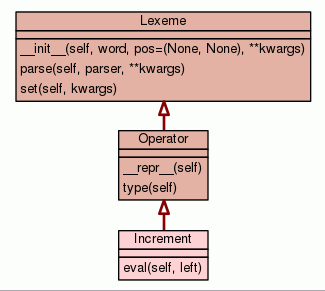 Lexeme
__init__(self, word, pos=(None, None), **kwargs)
parse(self, parser, **kwargs)
set(self, kwargs)
Operator
__repr__(self)
type(self)
Increment
eval(self, left)